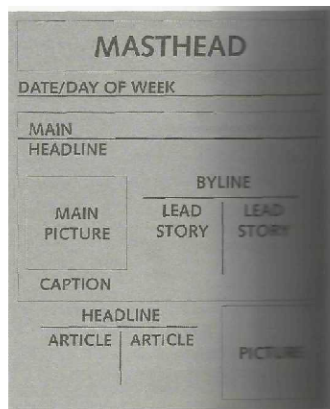 MASTHEAD
DATE/DAY OF WEEK
MAIN
HEADLINE
BYLINE
MAIN
PICTURE
LEAD
STORY
LEAD
STORY
CAPTION
HEADLINE
ARTICLE
ARTICLE
PICTURE